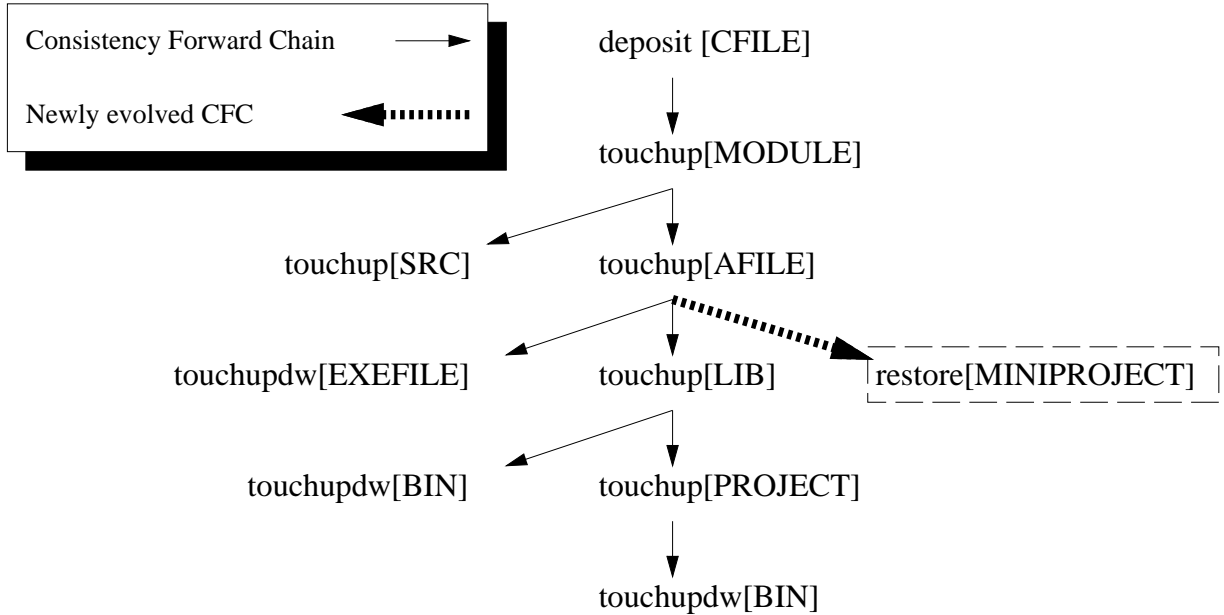 Consistency Forward Chain
Newly evolved CFC
deposit [CFILE]
touchup[MODULE]
touchup[SRC]
touchup[AFILE]
touchupdw[EXEFILE]
touchup[LIB]
restore[MINIPROJECT]
touchupdw[BIN]
touchup[PROJECT]
touchupdw[BIN]